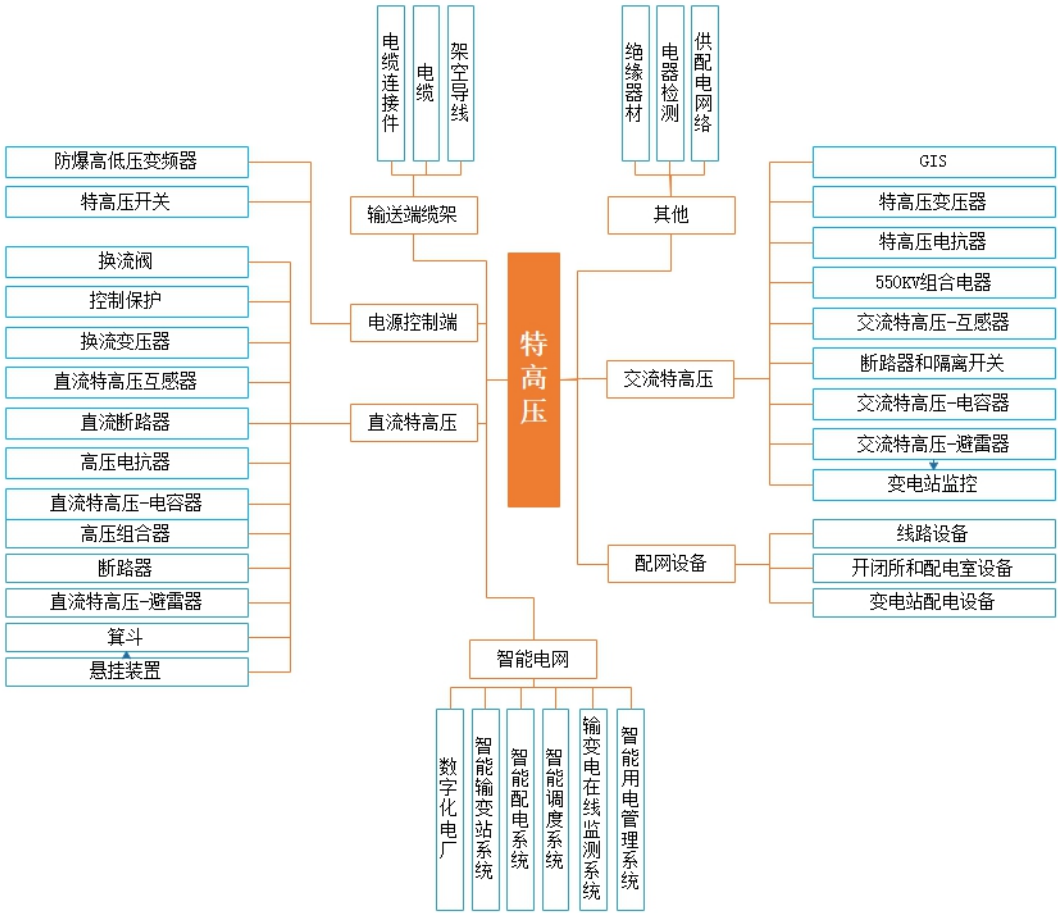 电缆连接件
电缆
架空导线
绝缘器材
电器检测
供配电网络
输送端缆架
其他
防爆高低压变频器
特高压开关
换流阀
控制保护
换流变压器
直流特高压互感器
直流断路器
高压电抗器
直流特高压-电容器
高压组合器
断路器
直流特高压-避雷器
箕斗
悬挂装置
电源控制端
直流特高压
特高压
交流特高压
配网设备
GIS
特高压变压器
特高压电抗器
550KV组合电器
交流特高压-互感器
断路器和隔离开关
交流特高压-电容器
交流特高压-避雷器
变电站监控
线路设备
开闭所和配电室设备
变电站配电设备
智能电网
数字化电厂
智能输变站系统
智能配电系统
智能调度系统
输变电在线监测系统
智能用电管理系统